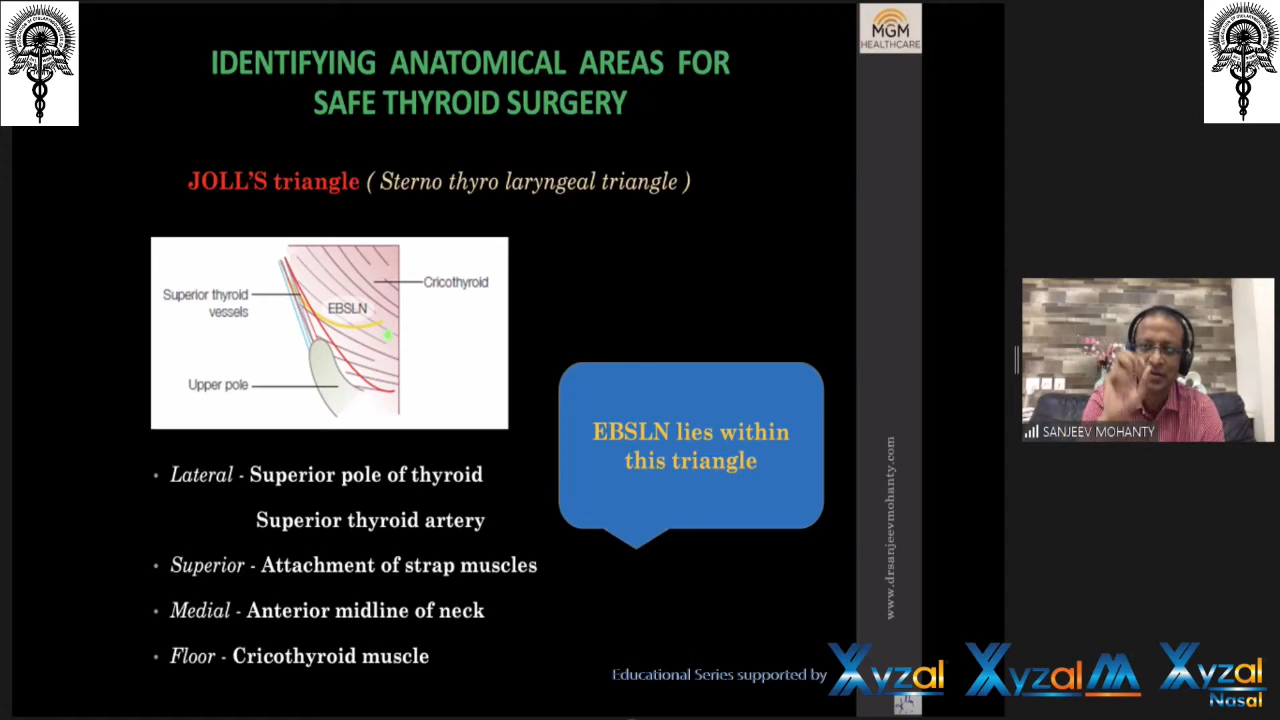 IDENTIFYING ANATOMICAL AREAS FOR
SAFE THYROID SURGERY
MGM
HEALTHCARE
JOLL'S triangle ( Sterno thyro laryngeal triangle )
Superior thyroid
vessels
EBSLN
Cricothyroid
Upper pole
EBSLN lies within
this triangle
SANJEEV MOHANTY
• Lateral - Superior pole of thyroid
Superior thyroid artery
• Superior - Attachment of strap muscles
• Medial - Anterior midline of neck
• Floor - Cricothyroid muscle
www.drsanjeevmohanty.com
Educational Series supported by
Xyzal
Xyzal M
Xyzal
Nasal